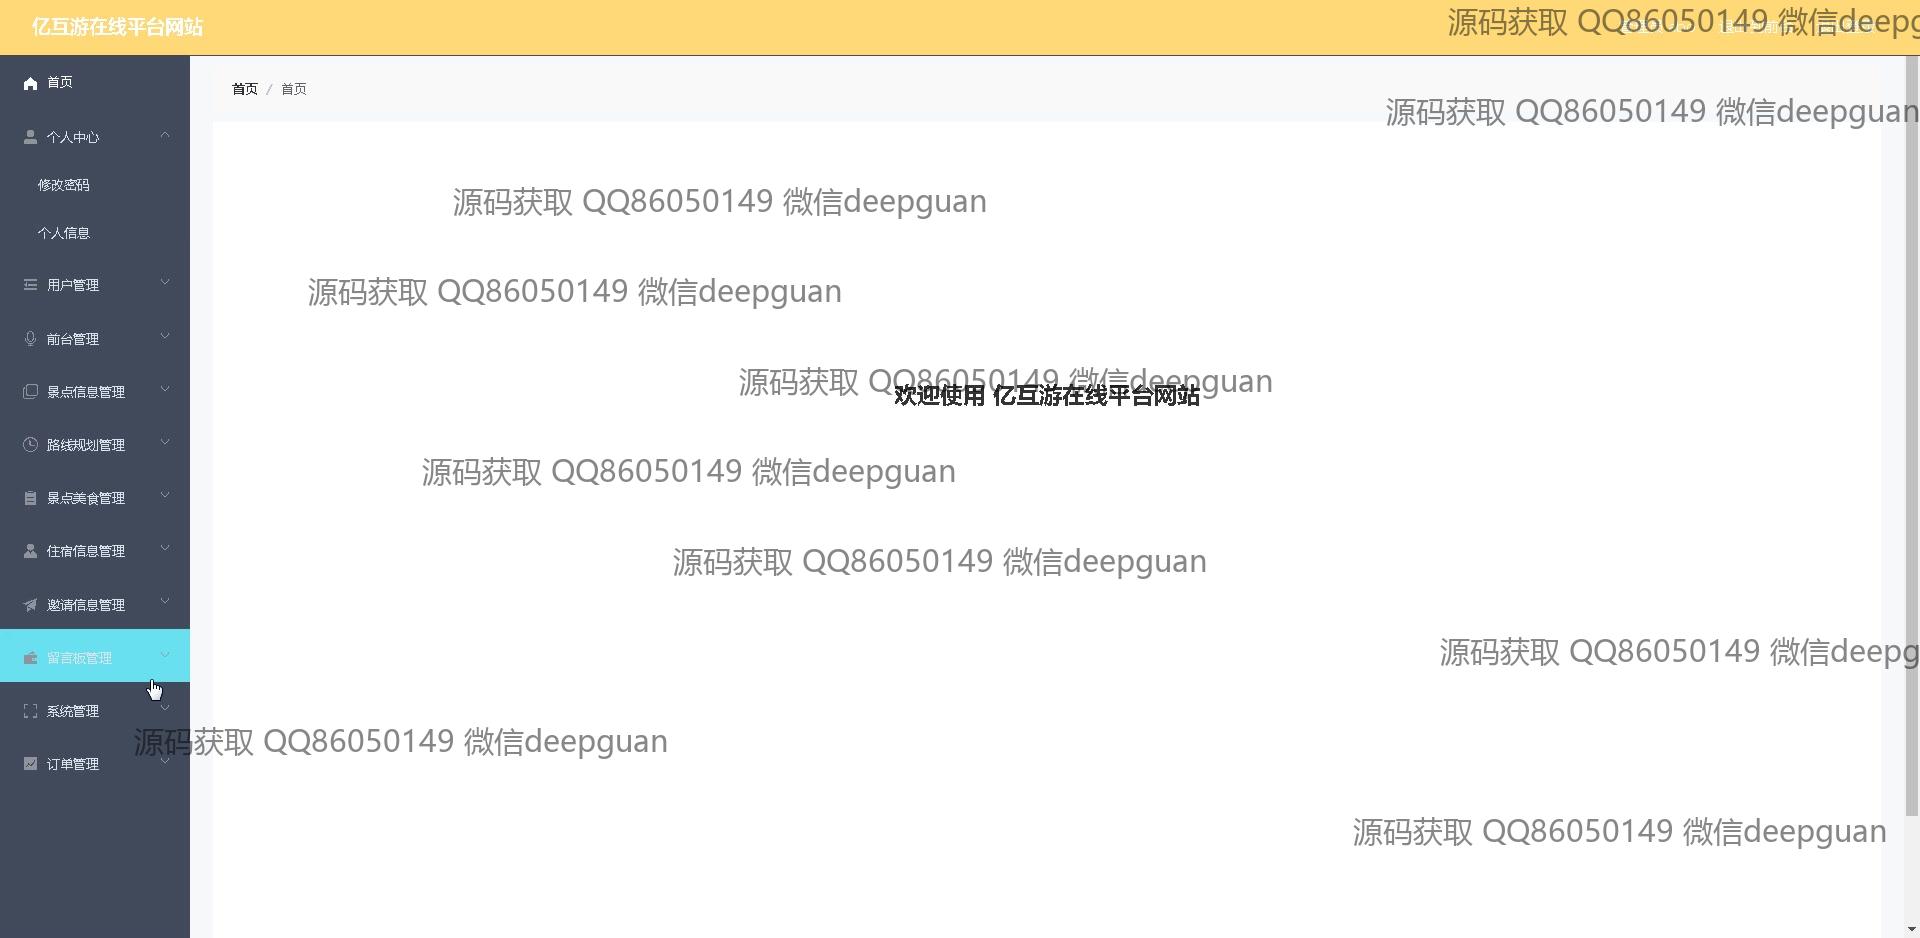 亿互游在线平台网站
源码获取 QQ86050149 微信deepg
首页
首页 / 首页
源码获取 QQ86050149 微信deepguan
个人中心
修改密码
源码获取 QQ86050149 微信deepguan
个人信息
用户管理
源码获取 QQ86050149 微信deepguan
前台管理
源码获取 QQ86050149 微信deepguan
景点信息管理
欢迎使用 亿互游在线平台网站
路线规划管理
源码获取 QQ86050149 微信deepguan
景点美食管理
住宿信息管理
源码获取 QQ86050149 微信deepguan
邀请信息管理
留言板管理
源码获取 QQ86050149 微信deepg
系统管理
源码获取 QQ86050149 微信deepguan
订单管理
源码获取 QQ86050149 微信deepguan